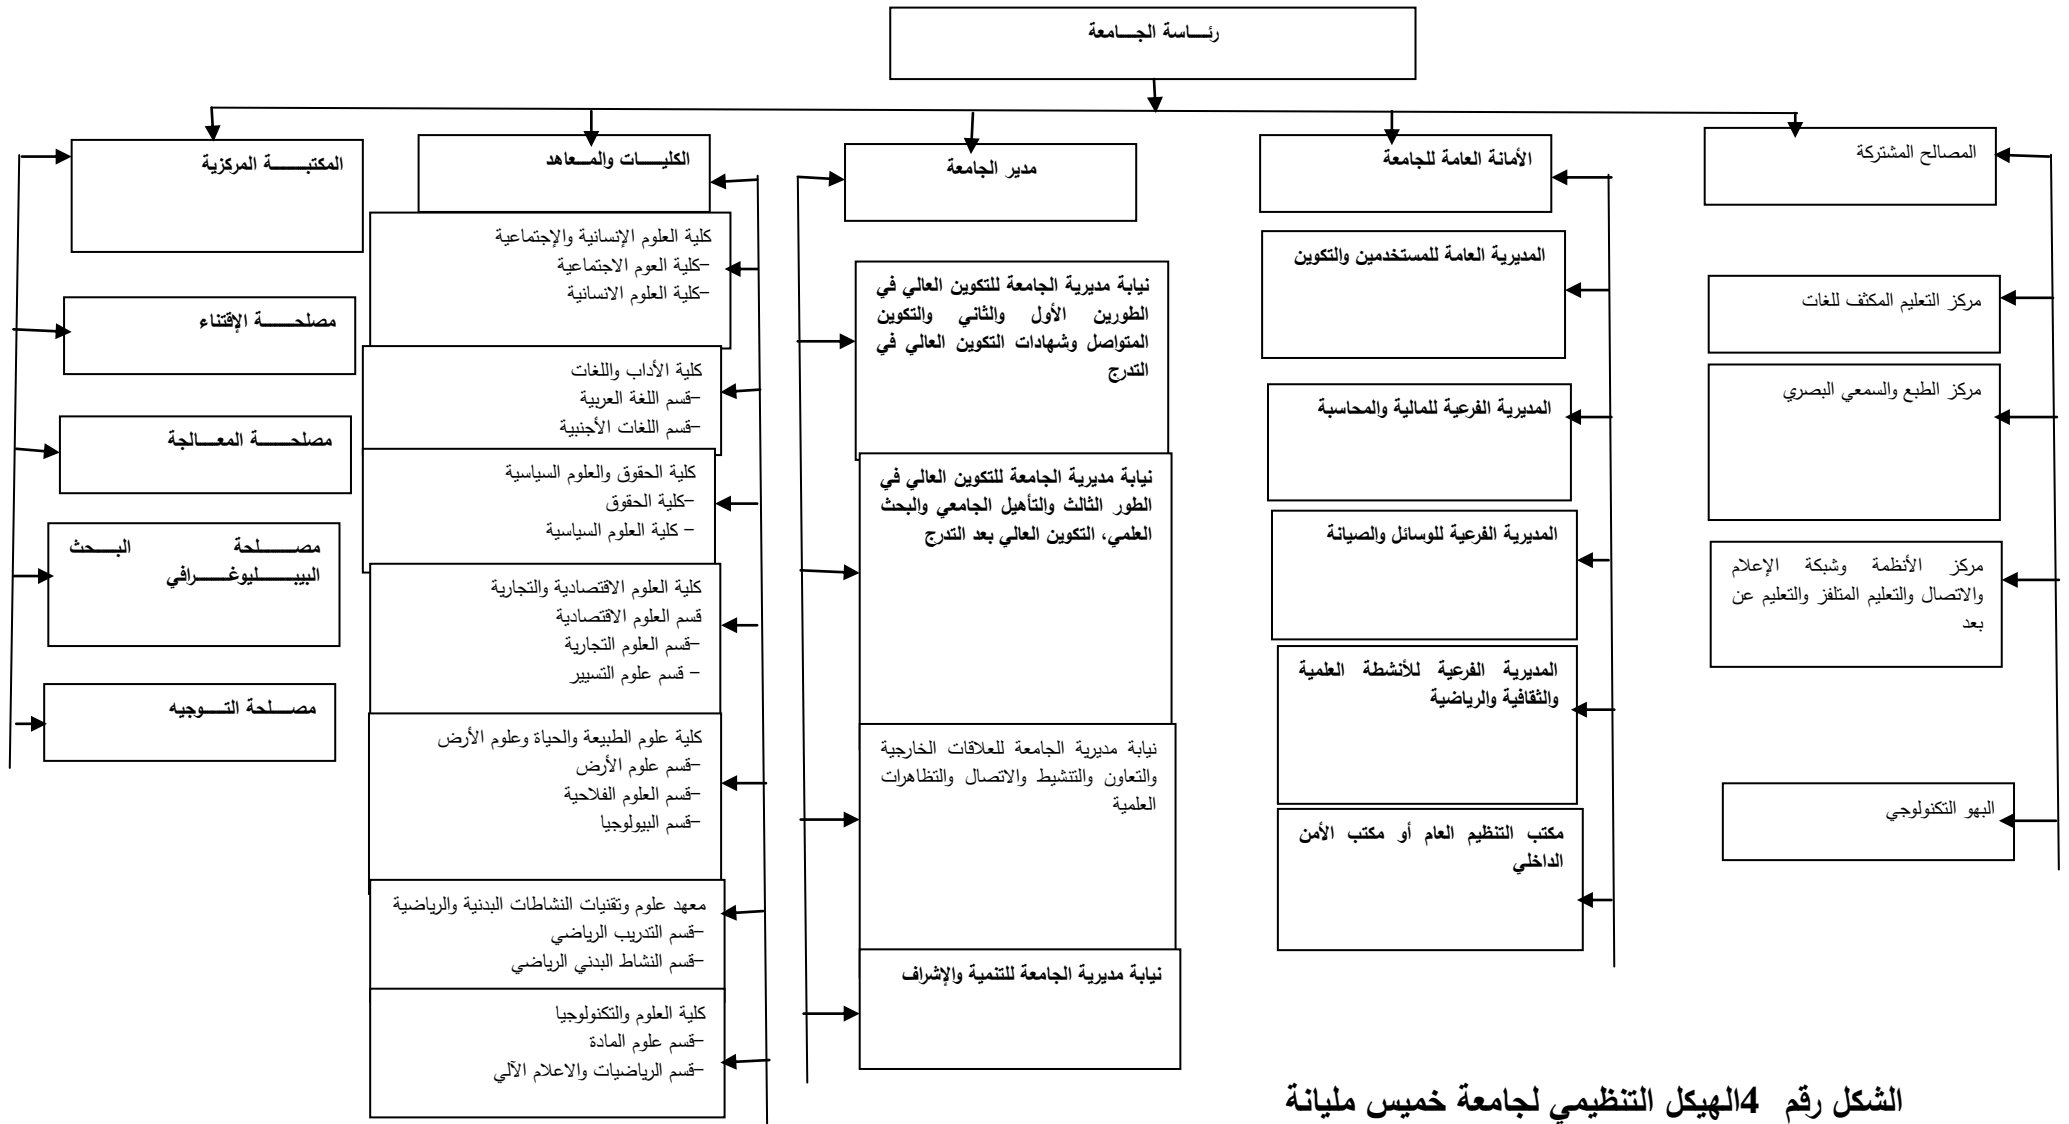 رئـــاسة الجـــامعة
المصالح المشتركة
مركز التعليم المكثف للغات
مركز الطبع والسمعي البصري
مركز الأنظمة وشبكة الإعلام
والاتصال والتعليم المتلفز والتعليم عن
بعد
البهو التكنولوجي
الأمانة العامة للجامعة
المديرية العامة للمستخدمين والتكوين
المديرية الفرعية للمالية والمحاسبة
المديرية الفرعية للوسائل والصيانة
المديرية الفرعية للأنشطة العلمية
والثقافية والرياضية
مكتب التنظيم العام أو مكتب الأمن
الداخلي
مدير الجامعة
نيابة مديرية الجامعة للتكوين العالي في
الطورين الأول والثاني والتكوين
المتواصل وشهادات التكوين العالي في
التدرج
نيابة مديرية الجامعة للتكوين العالي في
الطور الثالث والتأهيل الجامعي والبحث
العلمي، التكوين العالي بعد التدرج
نيابة مديرية الجامعة للعلاقات الخارجية
والتعاون والتنشيط والاتصال والتظاهرات
العلمية
نيابة مديرية الجامعة للتنمية والإشراف
الكليـــات والمـــعاهد
كلية العلوم الإنسانية والإجتماعية
-كلية العوم الاجتماعية
-كلية العلوم الانسانية
كلية الأداب واللغات
-قسم اللغة العربية
-قسم اللغات الأجنبية
كلية الحقوق والعلوم السياسية
-كلية الحقوق
- كلية العلوم السياسية
كلية العلوم الاقتصادية والتجارية
قسم العلوم الاقتصادية
-قسم العلوم التجارية
- قسم علوم التسيير
كلية علوم الطبيعة والحياة وعلوم الأرض
-قسم علوم الأرض
-قسم العلوم الفلاحية
-قسم البيولوجيا
معهد علوم وتقنيات النشاطات البدنية والرياضية
-قسم التدريب الرياضي
-قسم النشاط البدني الرياضي
كلية العلوم والتكنولوجيا
-قسم علوم المادة
-قسم الرياضيات والاعلام الآلي
المكتبـــــة المركزية
مصلحـــــة الإقتناء
مصلحـــــة المعـــالجة
مصـــــلحة البـــحث
البيبـــــليوغـــــرافي
مصـــلحة التـــوجيه
الشكل رقم 4الهيكل التنظيمي لجامعة خميس مليانة